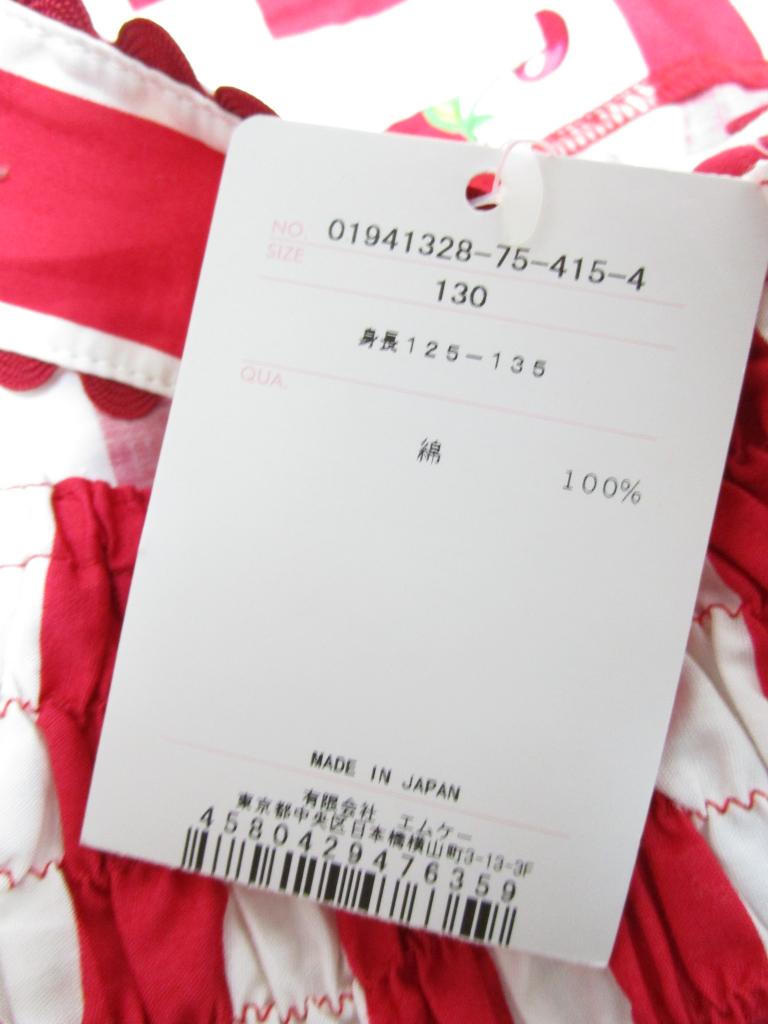 NO. 01941328-75-415-4
SIZE
130
身長125-135
QUA.
綿 100%
MADE IN JAPAN
有限会社 エムケー
東京都中央区日本橋横山町3-13-3F
4580429476359